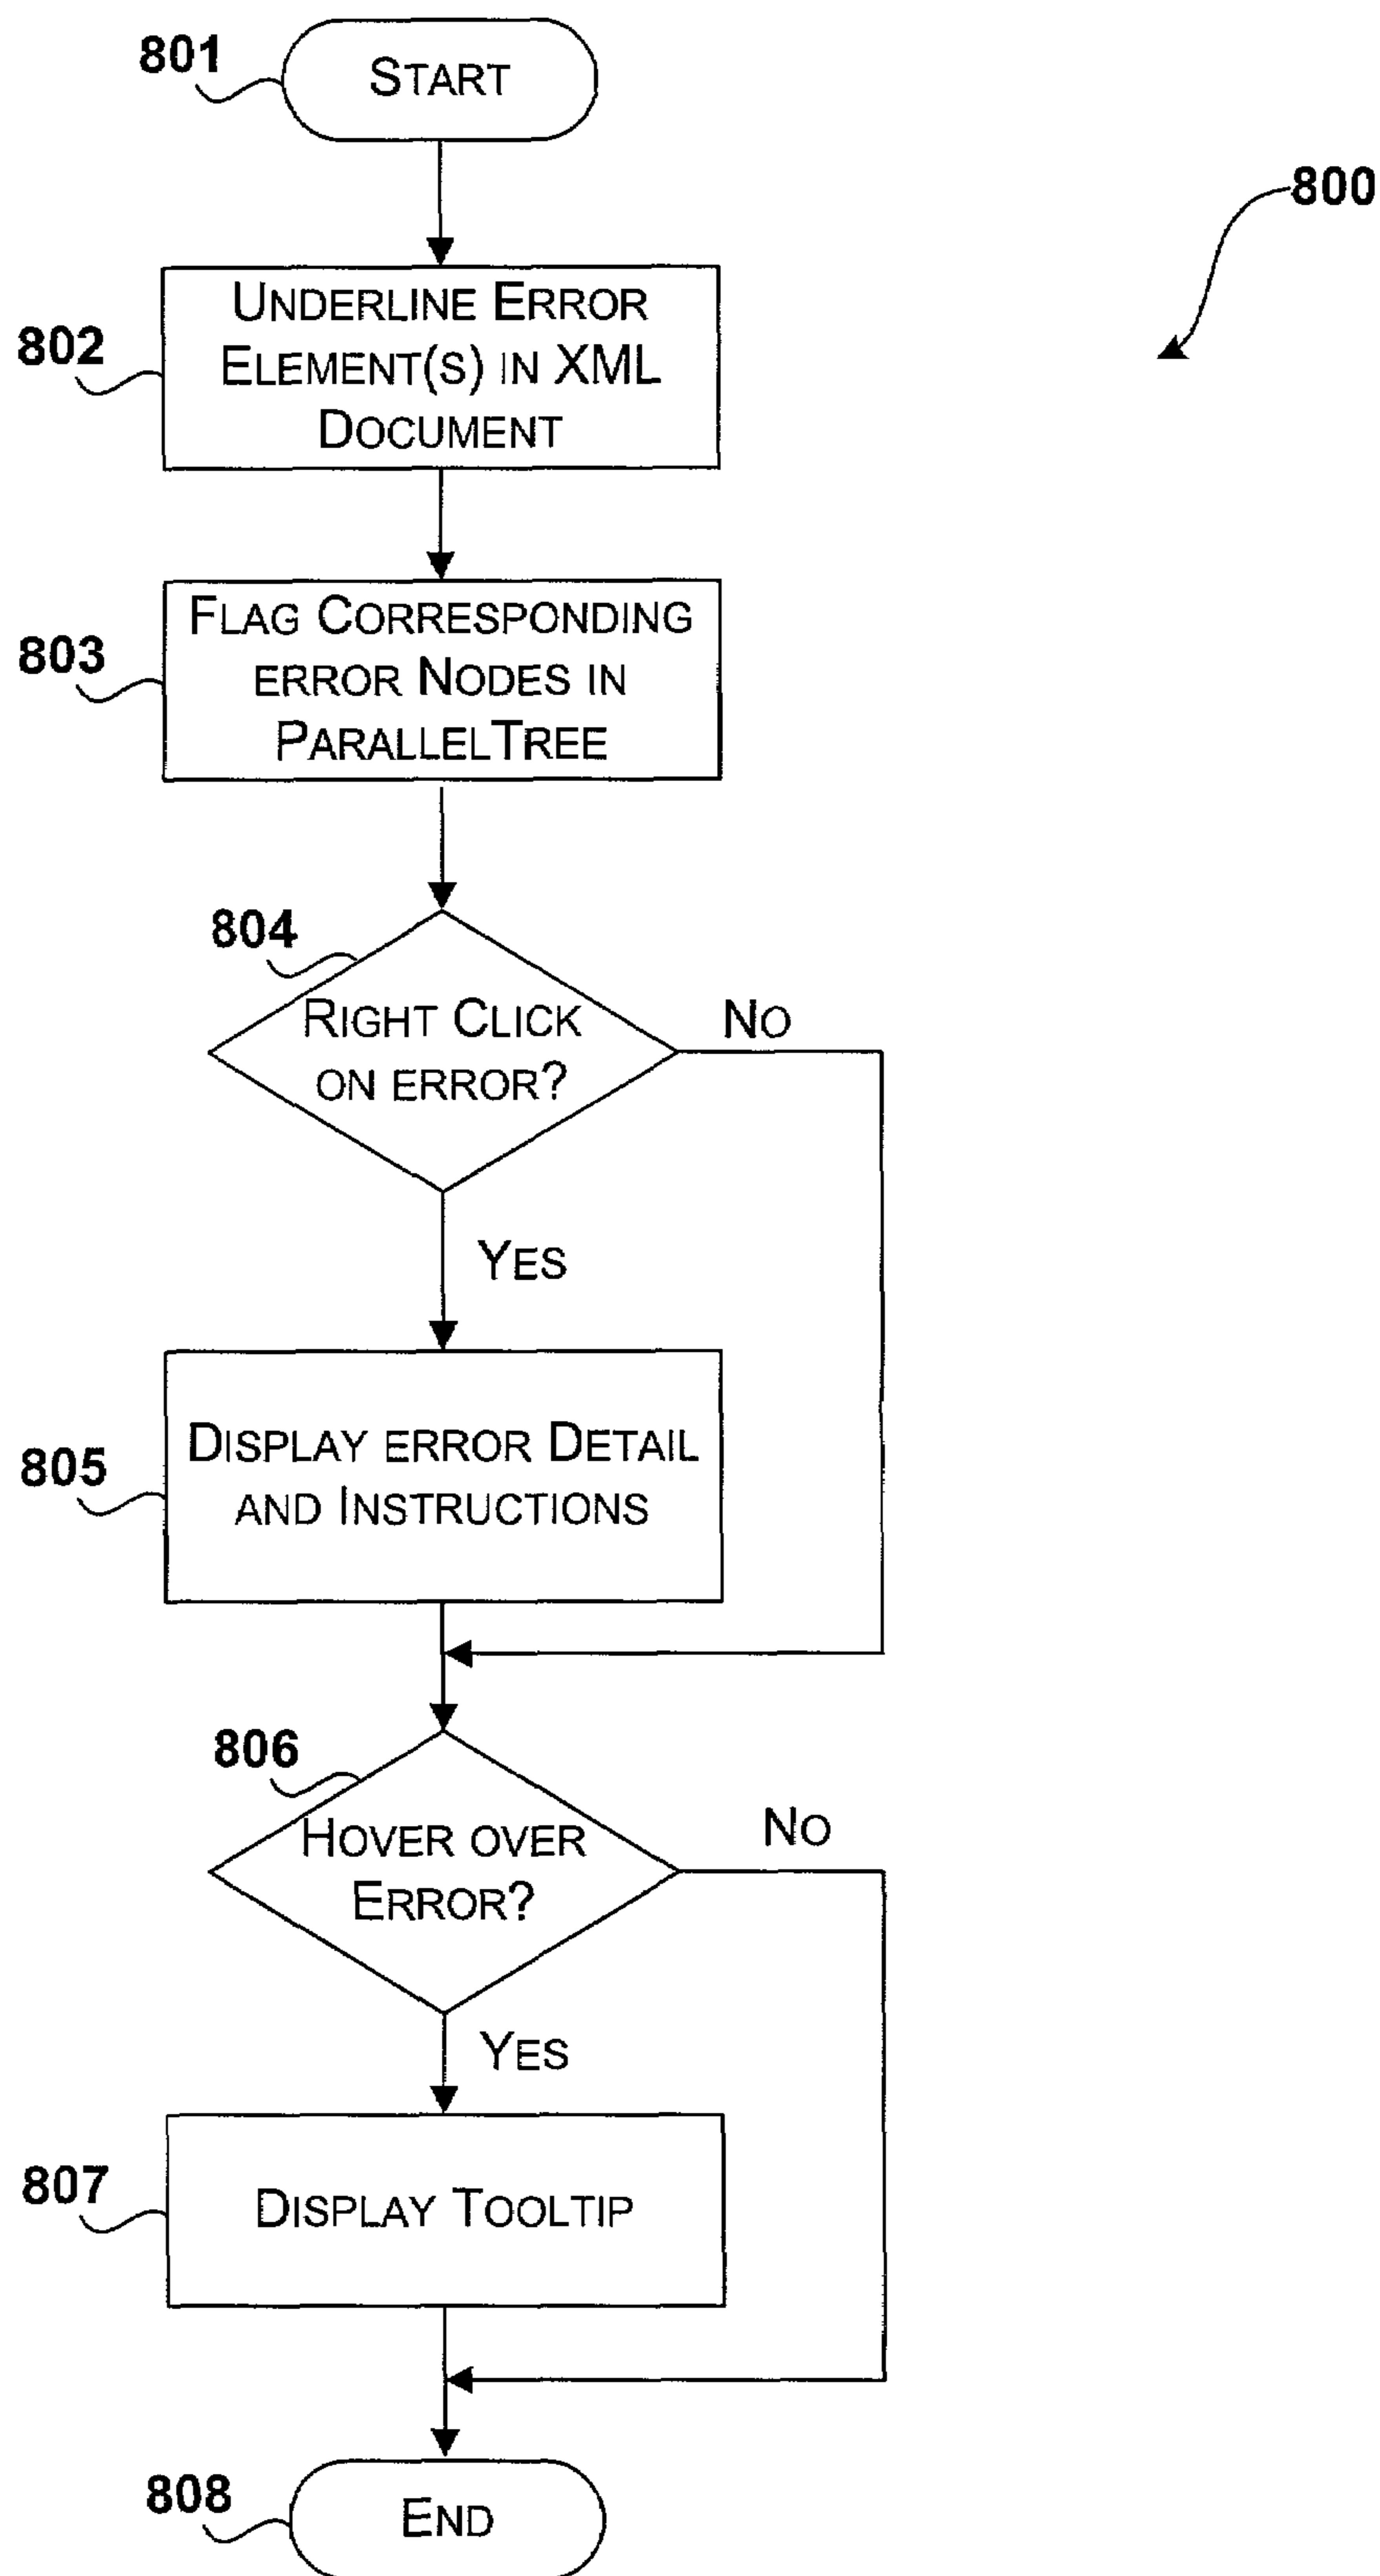 801
START
800
802
UNDERLINE ERROR
ELEMENT(S) IN XML
DOCUMENT
803
FLAG CORRESPONDING
ERROR NODES IN
PARALLELTREE
804
RIGHT CLICK
ON ERROR?
NO
YES
805
DISPLAY ERROR DETAIL
AND INSTRUCTIONS
806
HOVER OVER
ERROR?
NO
YES
807
DISPLAY TOOLTIP
808
END